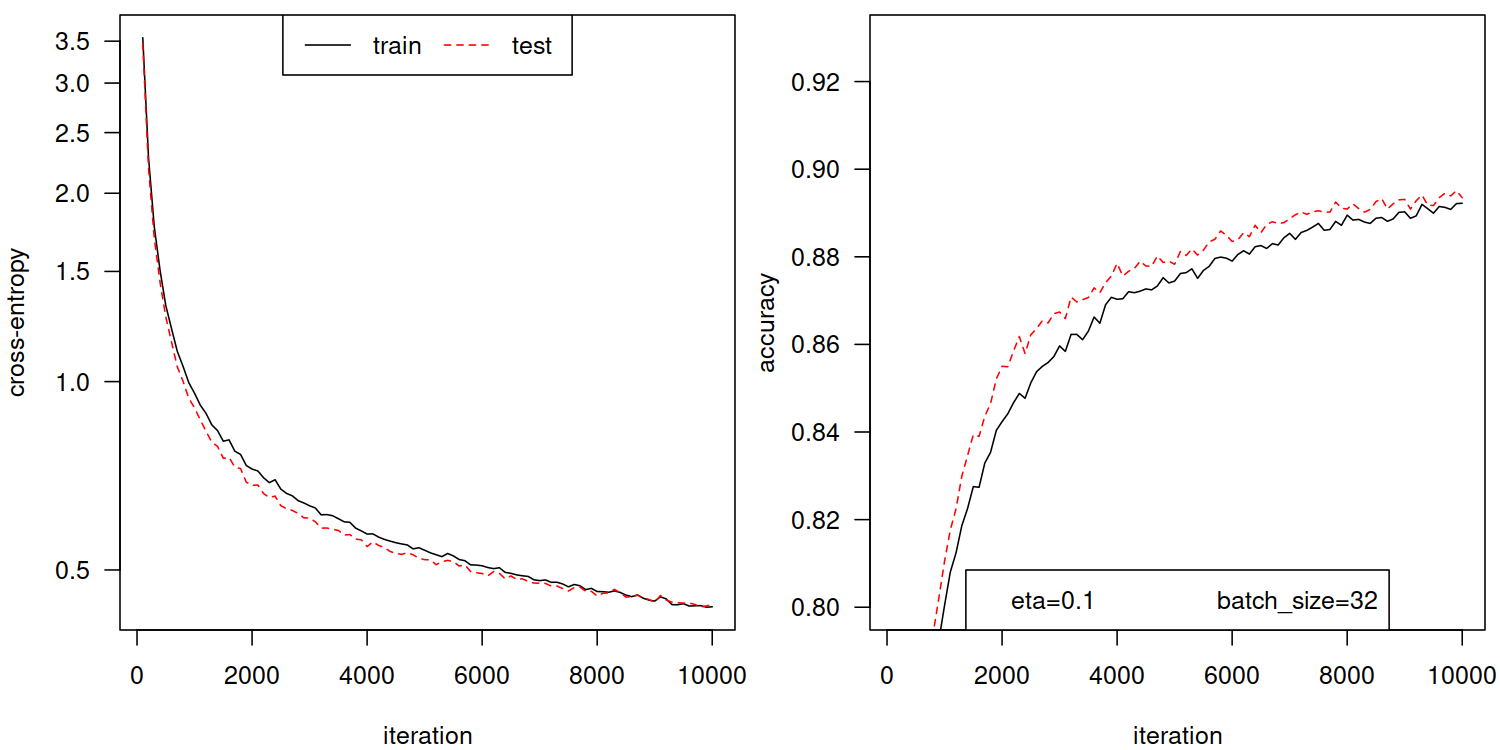 train test
3.5
3.0
2.5
2.0
1.5
1.0
0.5
cross-entropy
0 2000 4000 6000 8000 10000
iteration
0.92
0.90
0.88
0.86
0.84
0.82
0.80
accuracy
eta=0.1 batch_size=32
0 2000 4000 6000 8000 10000
iteration